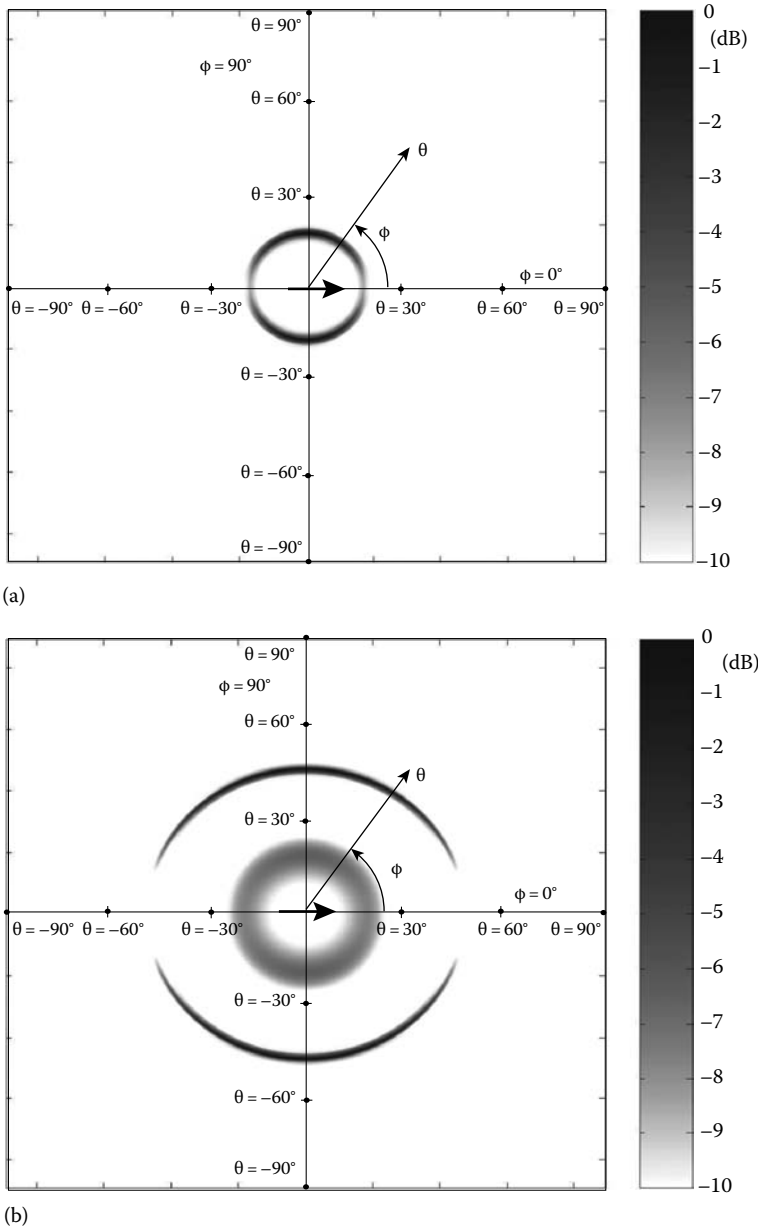 θ = 90°
φ = 90°
θ = 60°
θ
θ = 30°
φ
φ = 0°
θ = −90° θ = −60° θ = −30° θ = 30° θ = 60° θ = 90°
θ = −30°
θ = −60°
θ = −90°
0
(dB)
−1
−2
−3
−4
−5
−6
−7
−8
−9
−10
(a)
θ = 90°
φ = 90°
θ = 60°
θ
θ = 30°
φ
φ = 0°
θ = −90° θ = −60° θ = −30° θ = 30° θ = 60° θ = 90°
θ = −30°
θ = −60°
θ = −90°
0
(dB)
−1
−2
−3
−4
−5
−6
−7
−8
−9
−10
(b)